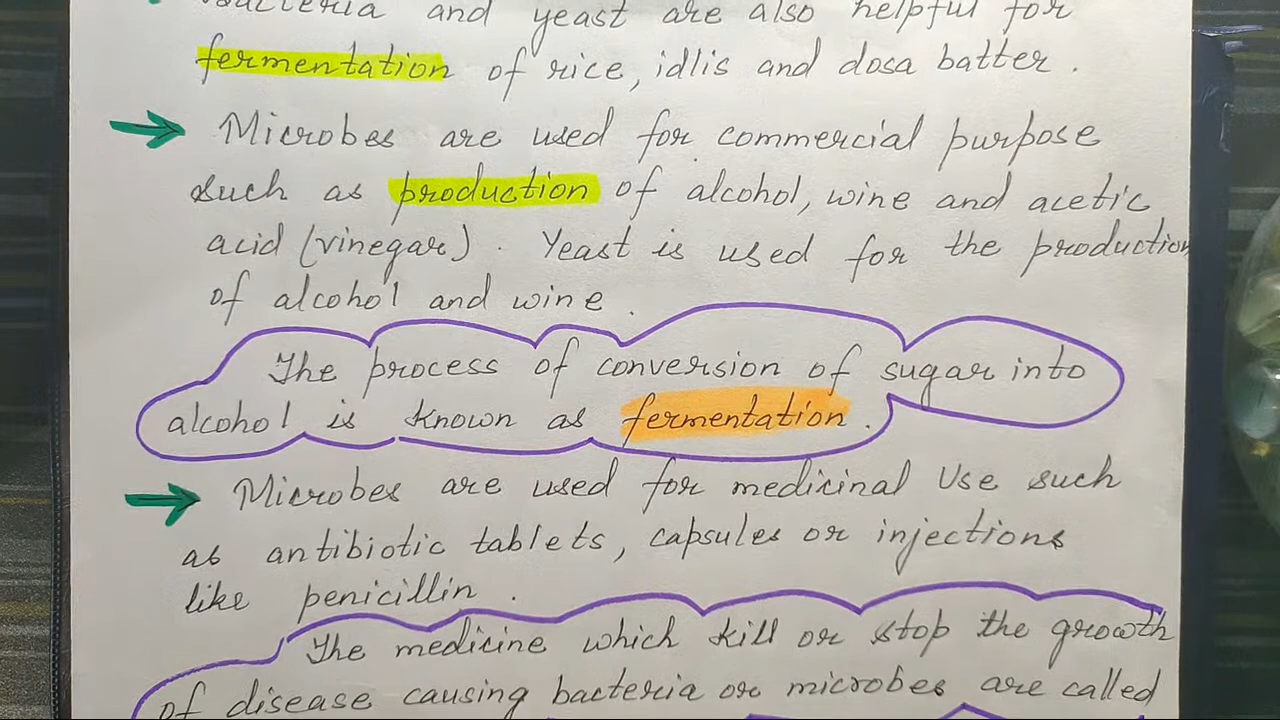 Bacteria and yeast are also helpful for
fermentation of rice, idlis and dosa batter.
Microbes are used for commercial purpose
such as production of alcohol, wine and acetic
acid (vinegar). Yeast is used for the production
of alcohol and wine.
The process of conversion of sugar into
alcohol is known as fermentation.
Microbes are used for medicinal Use such
as antibiotic tablets, capsules or injections
like penicillin.
The medicine which kill or stop the growth
of disease causing bacteria or microbes are called